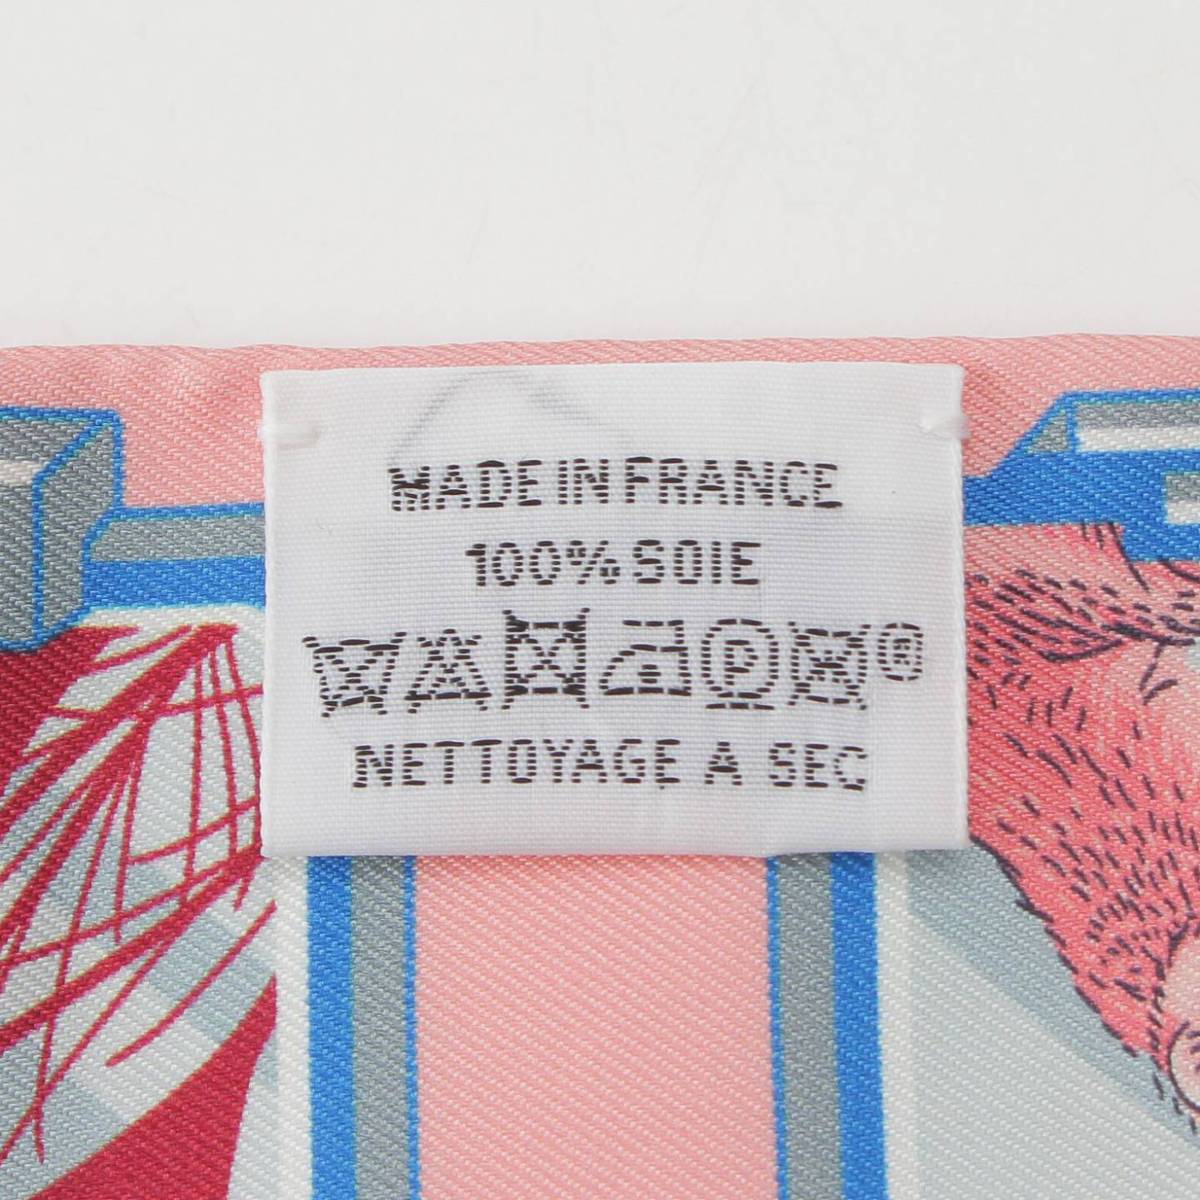 MADE IN FRANCE
100% SOIE
P ®
NETTOYAGE A SEC